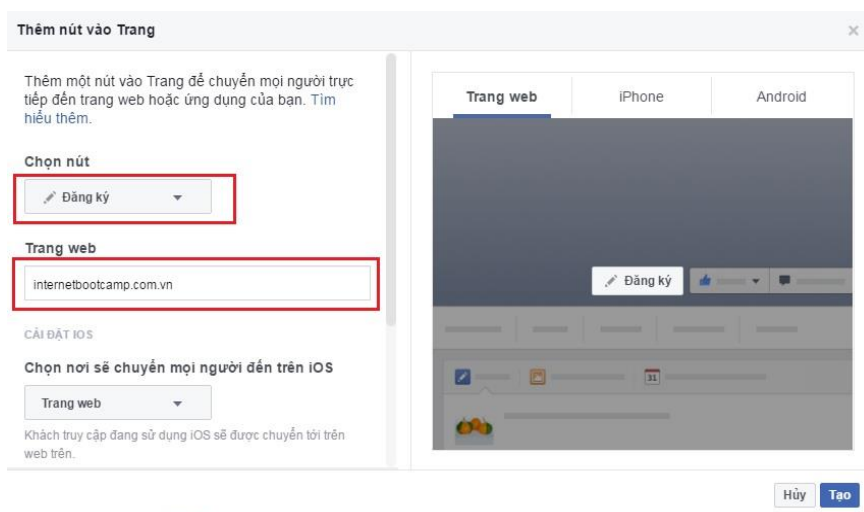 Thêm nút vào Trang
Thêm một nút vào Trang để chuyển mọi người trực
tiếp đến trang web hoặc ứng dụng của bạn. Tìm
hiểu thêm.
Chọn nút
Đăng ký
Trang web
internetbootcamp.com.vn
CÀI ĐẶT IOS
Chọn nơi sẽ chuyển mọi người đến trên iOS
Trang web
Khách truy cập đang sử dụng iOS sẽ được chuyển tới trên
web trên.
Trang web iPhone Android
Đăng ký
31
Hủy Tạo